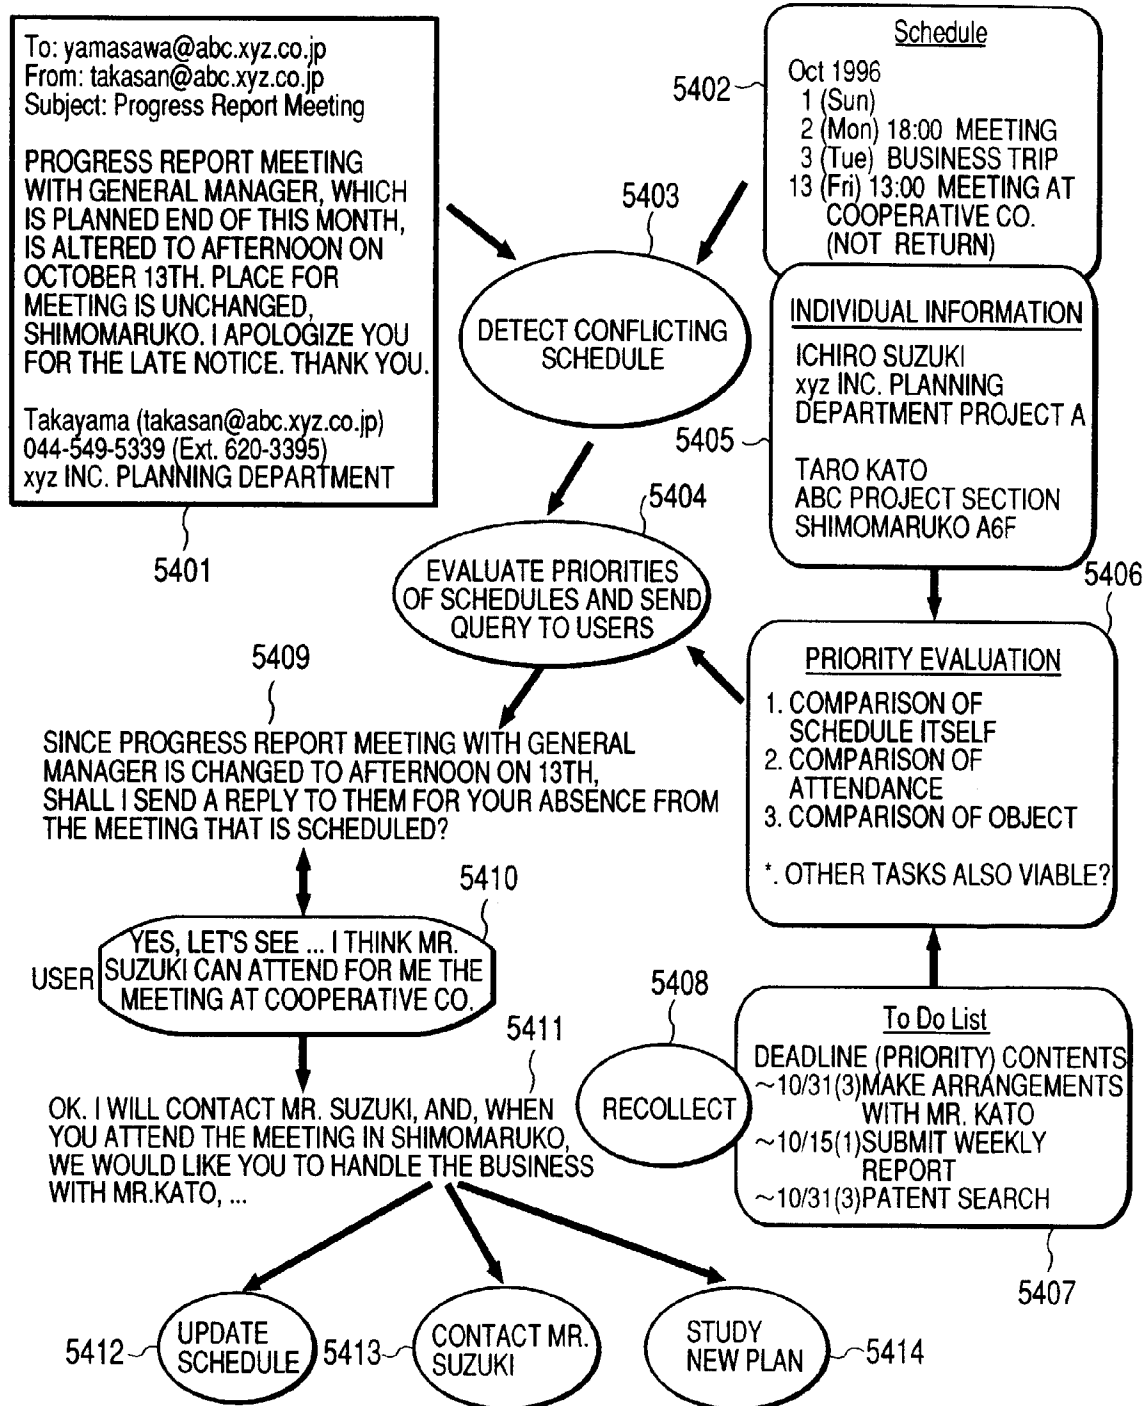 To: yamasawa@abc.xyz.co.jp
From: takasan@abc.xyz.co.jp
Subject: Progress Report Meeting
PROGRESS REPORT MEETING
WITH GENERAL MANAGER, WHICH
IS PLANNED END OF THIS MONTH,
IS ALTERED TO AFTERNOON ON
OCTOBER 13TH. PLACE FOR
MEETING IS UNCHANGED,
SHIMOMARUKO. I APOLOGIZE YOU
FOR THE LATE NOTICE. THANK YOU.
Takayama (takasan@abc.xyz.co.jp)
044-549-5339 (Ext. 620-3395)
xyz INC. PLANNING DEPARTMENT
5401
5402
Schedule
Oct 1996
1 (Sun)
2 (Mon) 18:00 MEETING
3 (Tue) BUSINESS TRIP
13 (Fri) 13:00 MEETING AT
COOPERATIVE CO.
(NOT RETURN)
5403
DETECT CONFLICTING
SCHEDULE
5405
INDIVIDUAL INFORMATION
ICHIRO SUZUKI
xyz INC. PLANNING
DEPARTMENT PROJECT A
TARO KATO
ABC PROJECT SECTION
SHIMOMARUKO A6F
5404
EVALUATE PRIORITIES
OF SCHEDULES AND SEND
QUERY TO USERS
5406
PRIORITY EVALUATION
1. COMPARISON OF
SCHEDULE ITSELF
2. COMPARISON OF
ATTENDANCE
3. COMPARISON OF OBJECT
*. OTHER TASKS ALSO VIABLE?
5409
SINCE PROGRESS REPORT MEETING WITH GENERAL
MANAGER IS CHANGED TO AFTERNOON ON 13TH,
SHALL I SEND A REPLY TO THEM FOR YOUR ABSENCE FROM
THE MEETING THAT IS SCHEDULED?
5410
USER
YES, LET'S SEE ... I THINK MR.
SUZUKI CAN ATTEND FOR ME THE
MEETING AT COOPERATIVE CO.
5408
RECOLLECT
To Do List
DEADLINE (PRIORITY) CONTENTS
~10/31(3)MAKE ARRANGEMENTS
WITH MR. KATO
~10/15(1)SUBMIT WEEKLY
REPORT
~10/31(3)PATENT SEARCH
5407
5411
OK. I WILL CONTACT MR. SUZUKI, AND, WHEN
YOU ATTEND THE MEETING IN SHIMOMARUKO,
WE WOULD LIKE YOU TO HANDLE THE BUSINESS
WITH MR.KATO, ...
5412
UPDATE
SCHEDULE
5413
CONTACT MR.
SUZUKI
STUDY
NEW PLAN
5414